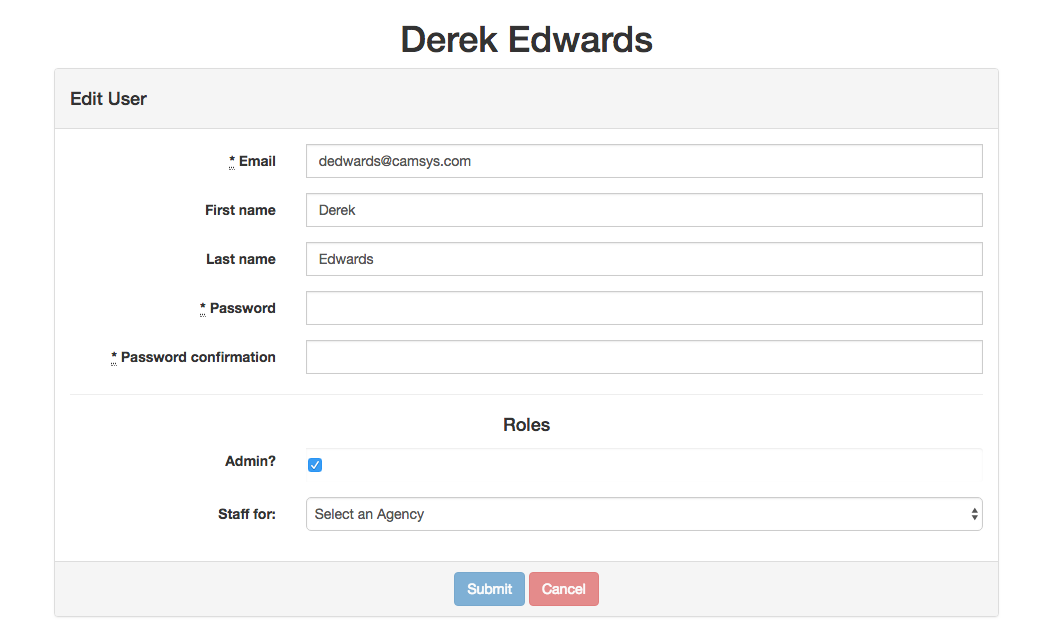 Derek Edwards
Edit User
* Email dedwards@camsys.com
First name Derek
Last name Edwards
* Password
* Password confirmation
Roles
Admin?
Staff for: Select an Agency
Submit Cancel